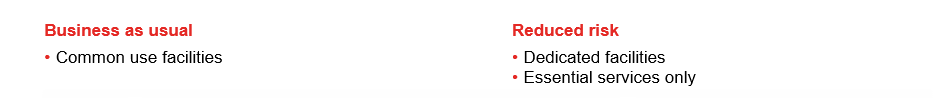 Business as usual
• Common use facilities
Reduced risk
• Dedicated facilities
• Essential services only